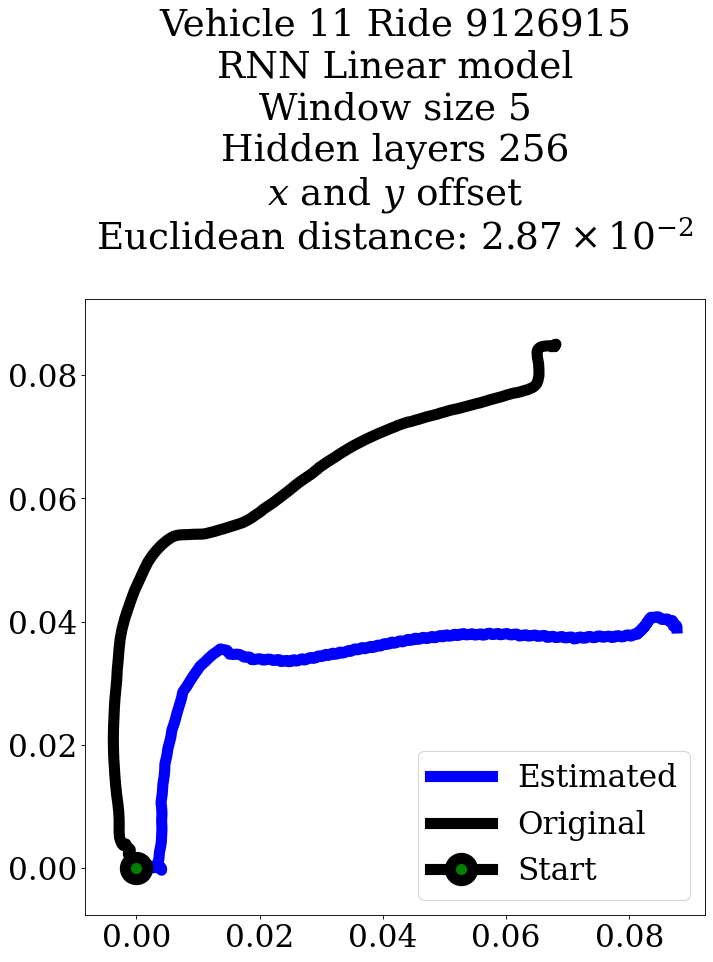 Vehicle 11 Ride 9126915
RNN Linear model
Window size 5
Hidden layers 256
x and y offset
Euclidean distance: 2.87 × 10⁻²
0.08
0.06
0.04
0.02
0.00
0.00 0.02 0.04 0.06 0.08
Estimated
Original
Start